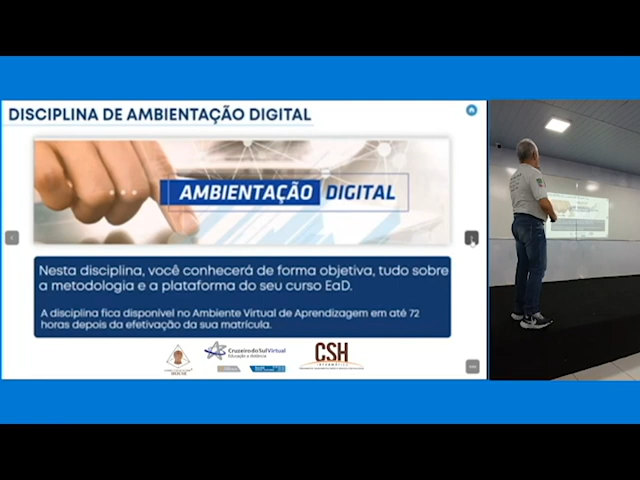 DISCIPLINA DE AMBIENTAÇÃO DIGITAL
AMBIENTAÇÃO DIGITAL
Nesta disciplina, você conhecerá de forma objetiva, tudo sobre
a metodologia e a plataforma do seu curso EaD.
A disciplina fica disponível no Ambiente Virtual de Aprendizagem em até 72
horas depois da efetivação da sua matrícula.
Cruzeiro do Sul Virtual
Educação a distância
CSH